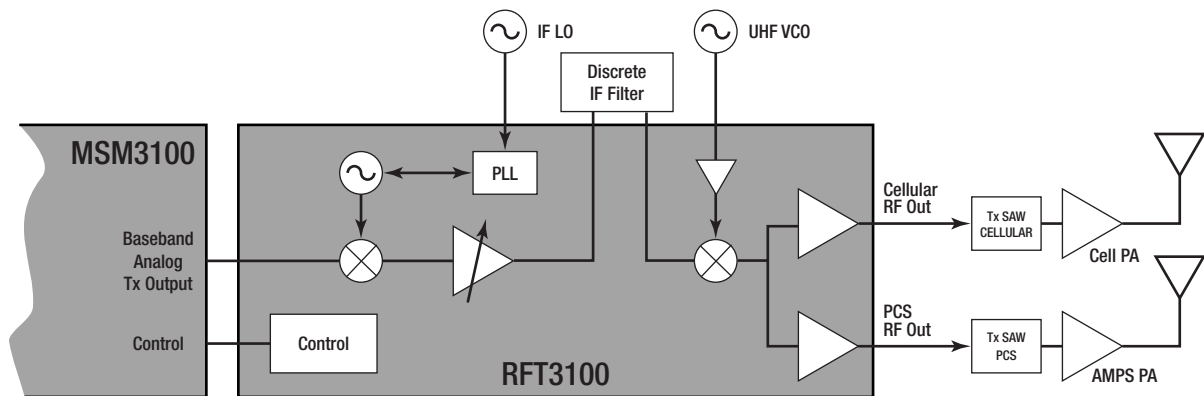 IF LO
UHF VCO
Discrete
IF Filter
MSM3100
PLL
Cellular
RF Out
Tx SAW
CELLULAR
Cell PA
Baseband
Analog
Tx Output
Control
Control
RFT3100
PCS
RF Out
Tx SAW
PCS
AMPS PA